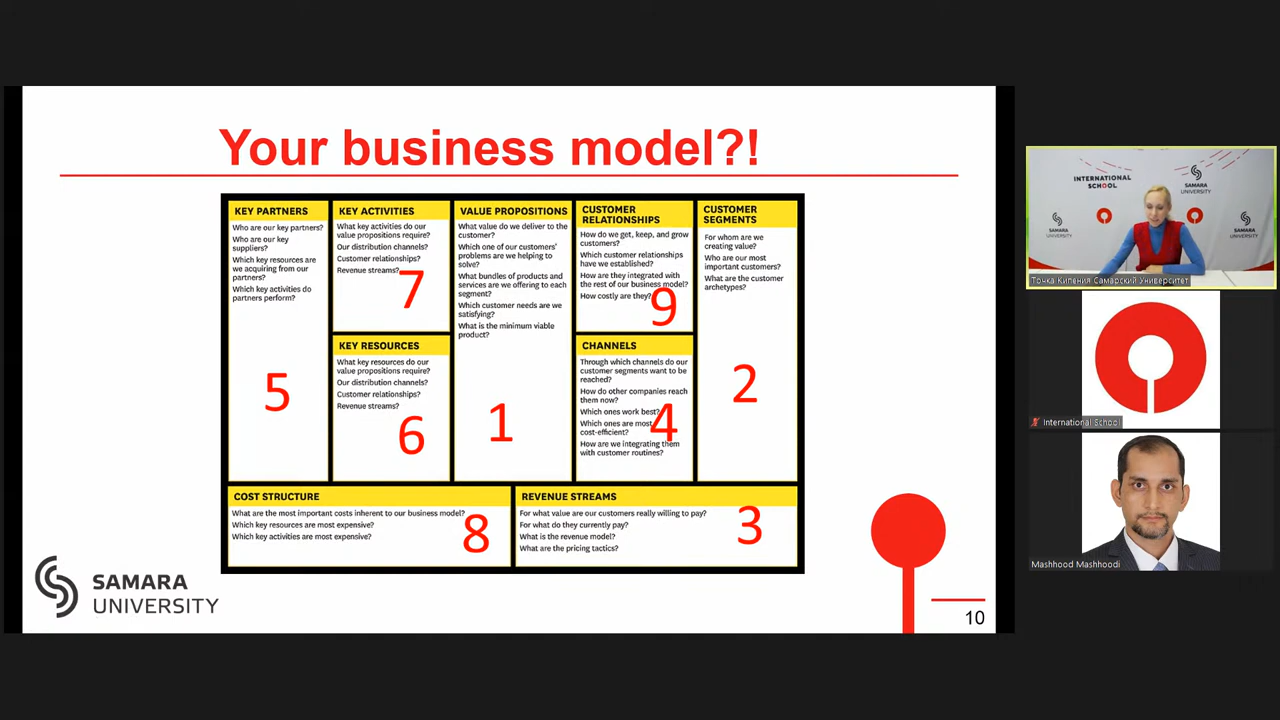 Your business model?!
KEY PARTNERS
Who are our key partners?
Who are our key
suppliers?
Which key resources are
we acquiring from our
partners?
Which key activities do
partners perform?
5
KEY ACTIVITIES
What key activities do our
value propositions require?
Our distribution channels?
Customer relationships?
Revenue streams?
7
KEY RESOURCES
What key resources do our
value propositions require?
Our distribution channels?
Customer relationships?
Revenue streams?
6
VALUE PROPOSITIONS
What value do we deliver to the
customer?
Which one of our customers'
problems are we helping to
solve?
What bundles of products and
services are we offering to each
segment?
Which customer needs are we
satisfying?
What is the minimum viable
product?
1
CUSTOMER
RELATIONSHIPS
How do we get, keep, and grow
customers?
Which customer relationships
have we established?
How are they integrated with
the rest of our business model?
How costly are they?
9
CHANNELS
Through which channels do our
customer segments want to be
reached?
How do other companies reach
them now?
Which ones work best?
Which ones are most
cost-efficient?
How are we integrating them
with customer routines?
4
CUSTOMER
SEGMENTS
For whom are we
creating value?
Who are our most
important customers?
What are the customer
archetypes?
2
COST STRUCTURE
What are the most important costs inherent to our business model?
Which key resources are most expensive?
Which key activities are most expensive?
8
REVENUE STREAMS
For what value are our customers really willing to pay?
For what do they currently pay?
What is the revenue model?
What are the pricing tactics?
3
SAMARA
UNIVERSITY
10
INTERNATIONAL
SCHOOL
SAMARA
UNIVERSITY
SAMARA
UNIVERSITY
SAMARA
UNIVERSITY
Точка Кипения Самарский Университет
International School
Mashhood Mashhoodi